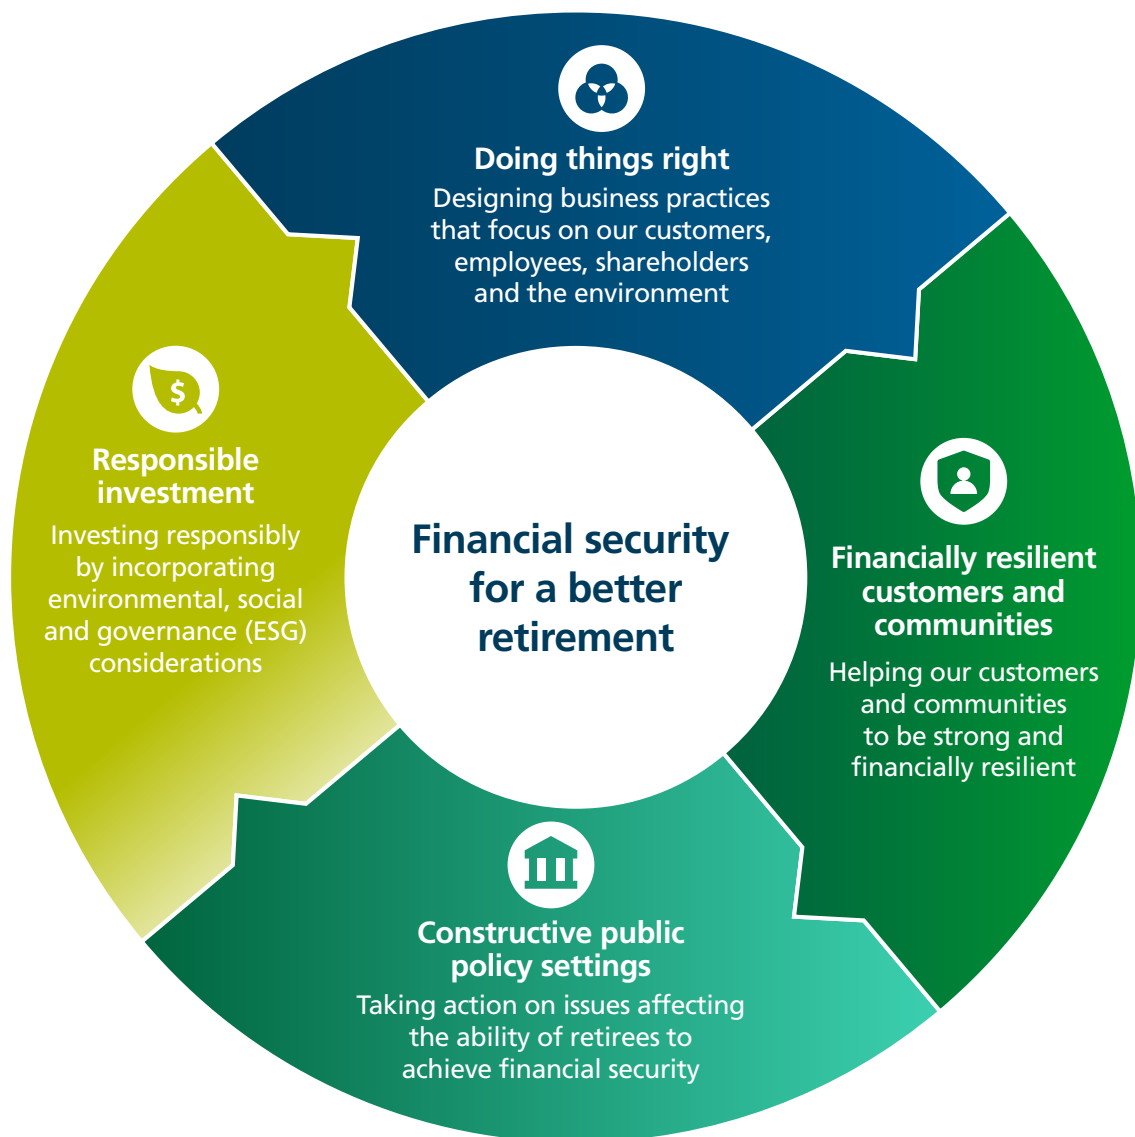 Doing things right
Designing business practices
that focus on our customers,
employees, shareholders
and the environment
Responsible
investment
Investing responsibly
by incorporating
environmental, social
and governance (ESG)
considerations
Financial security
for a better
retirement
Financially resilient
customers and
communities
Helping our customers
and communities
to be strong and
financially resilient
Constructive public
policy settings
Taking action on issues affecting
the ability of retirees to
achieve financial security
$